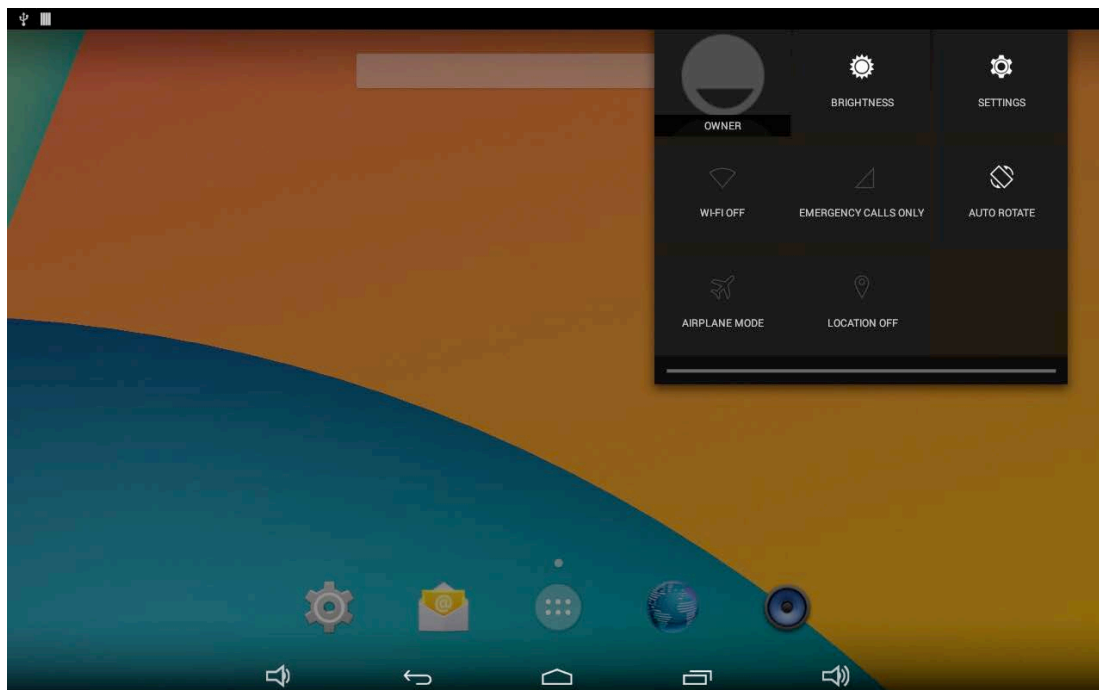 OWNER
BRIGHTNESS
SETTINGS
WI-FI OFF
EMERGENCY CALLS ONLY
AUTO ROTATE
AIRPLANE MODE
LOCATION OFF
@